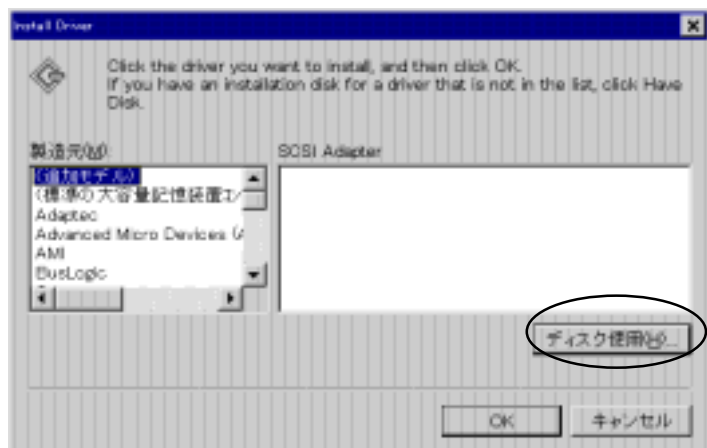 Install Driver
Click the driver you want to install, and then click OK.
If you have an installation disk for a driver that is not in the list, click Have
Disk.
製造元(M):
SCSI Adapter
(追加モデル)
(標準の大容量記憶装置コン
Adaptec
Advanced Micro Devices (A
AMI
BusLogic
ディスク使用(H)...
OK
キャンセル